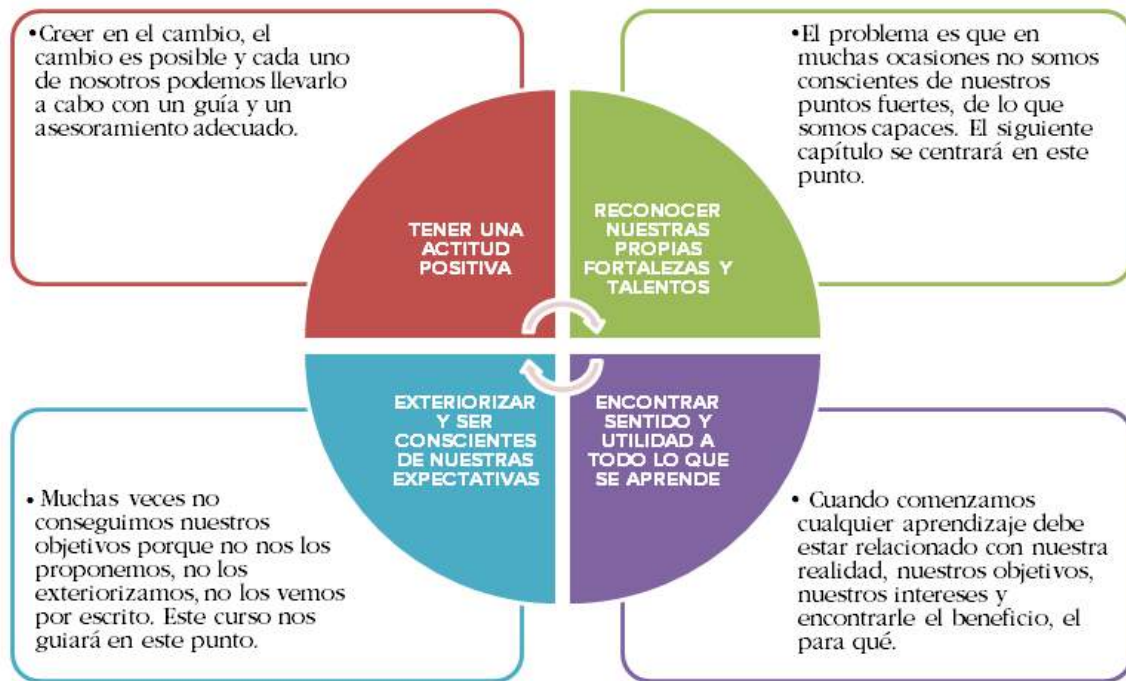 •Creer en el cambio, el
cambio es posible y cada uno
de nosotros podemos llevarlo
a cabo con un guía y un
asesoramiento adecuado.
•El problema es que en
muchas ocasiones no somos
conscientes de nuestros
puntos fuertes, de lo que
somos capaces. El siguiente
capítulo se centrará en este
punto.
TENER UNA
ACTITUD
POSITIVA
RECONOCER
NUESTRAS
PROPIAS
FORTALEZAS Y
TALENTOS
EXTERIORIZAR
Y SER
CONSCIENTES
DE NUESTRAS
EXPECTATIVAS
ENCONTRAR
SENTIDO Y
UTILIDAD A
TODO LO QUE
SE APRENDE
• Muchas veces no
conseguimos nuestros
objetivos porque no nos los
proponemos, no los
exteriorizamos, no los vemos
por escrito. Este curso nos
guiará en este punto.
• Cuando comenzamos
cualquier aprendizaje debe
estar relacionado con nuestra
realidad, nuestros objetivos,
nuestros intereses y
encontrarle el beneficio, el
para qué.